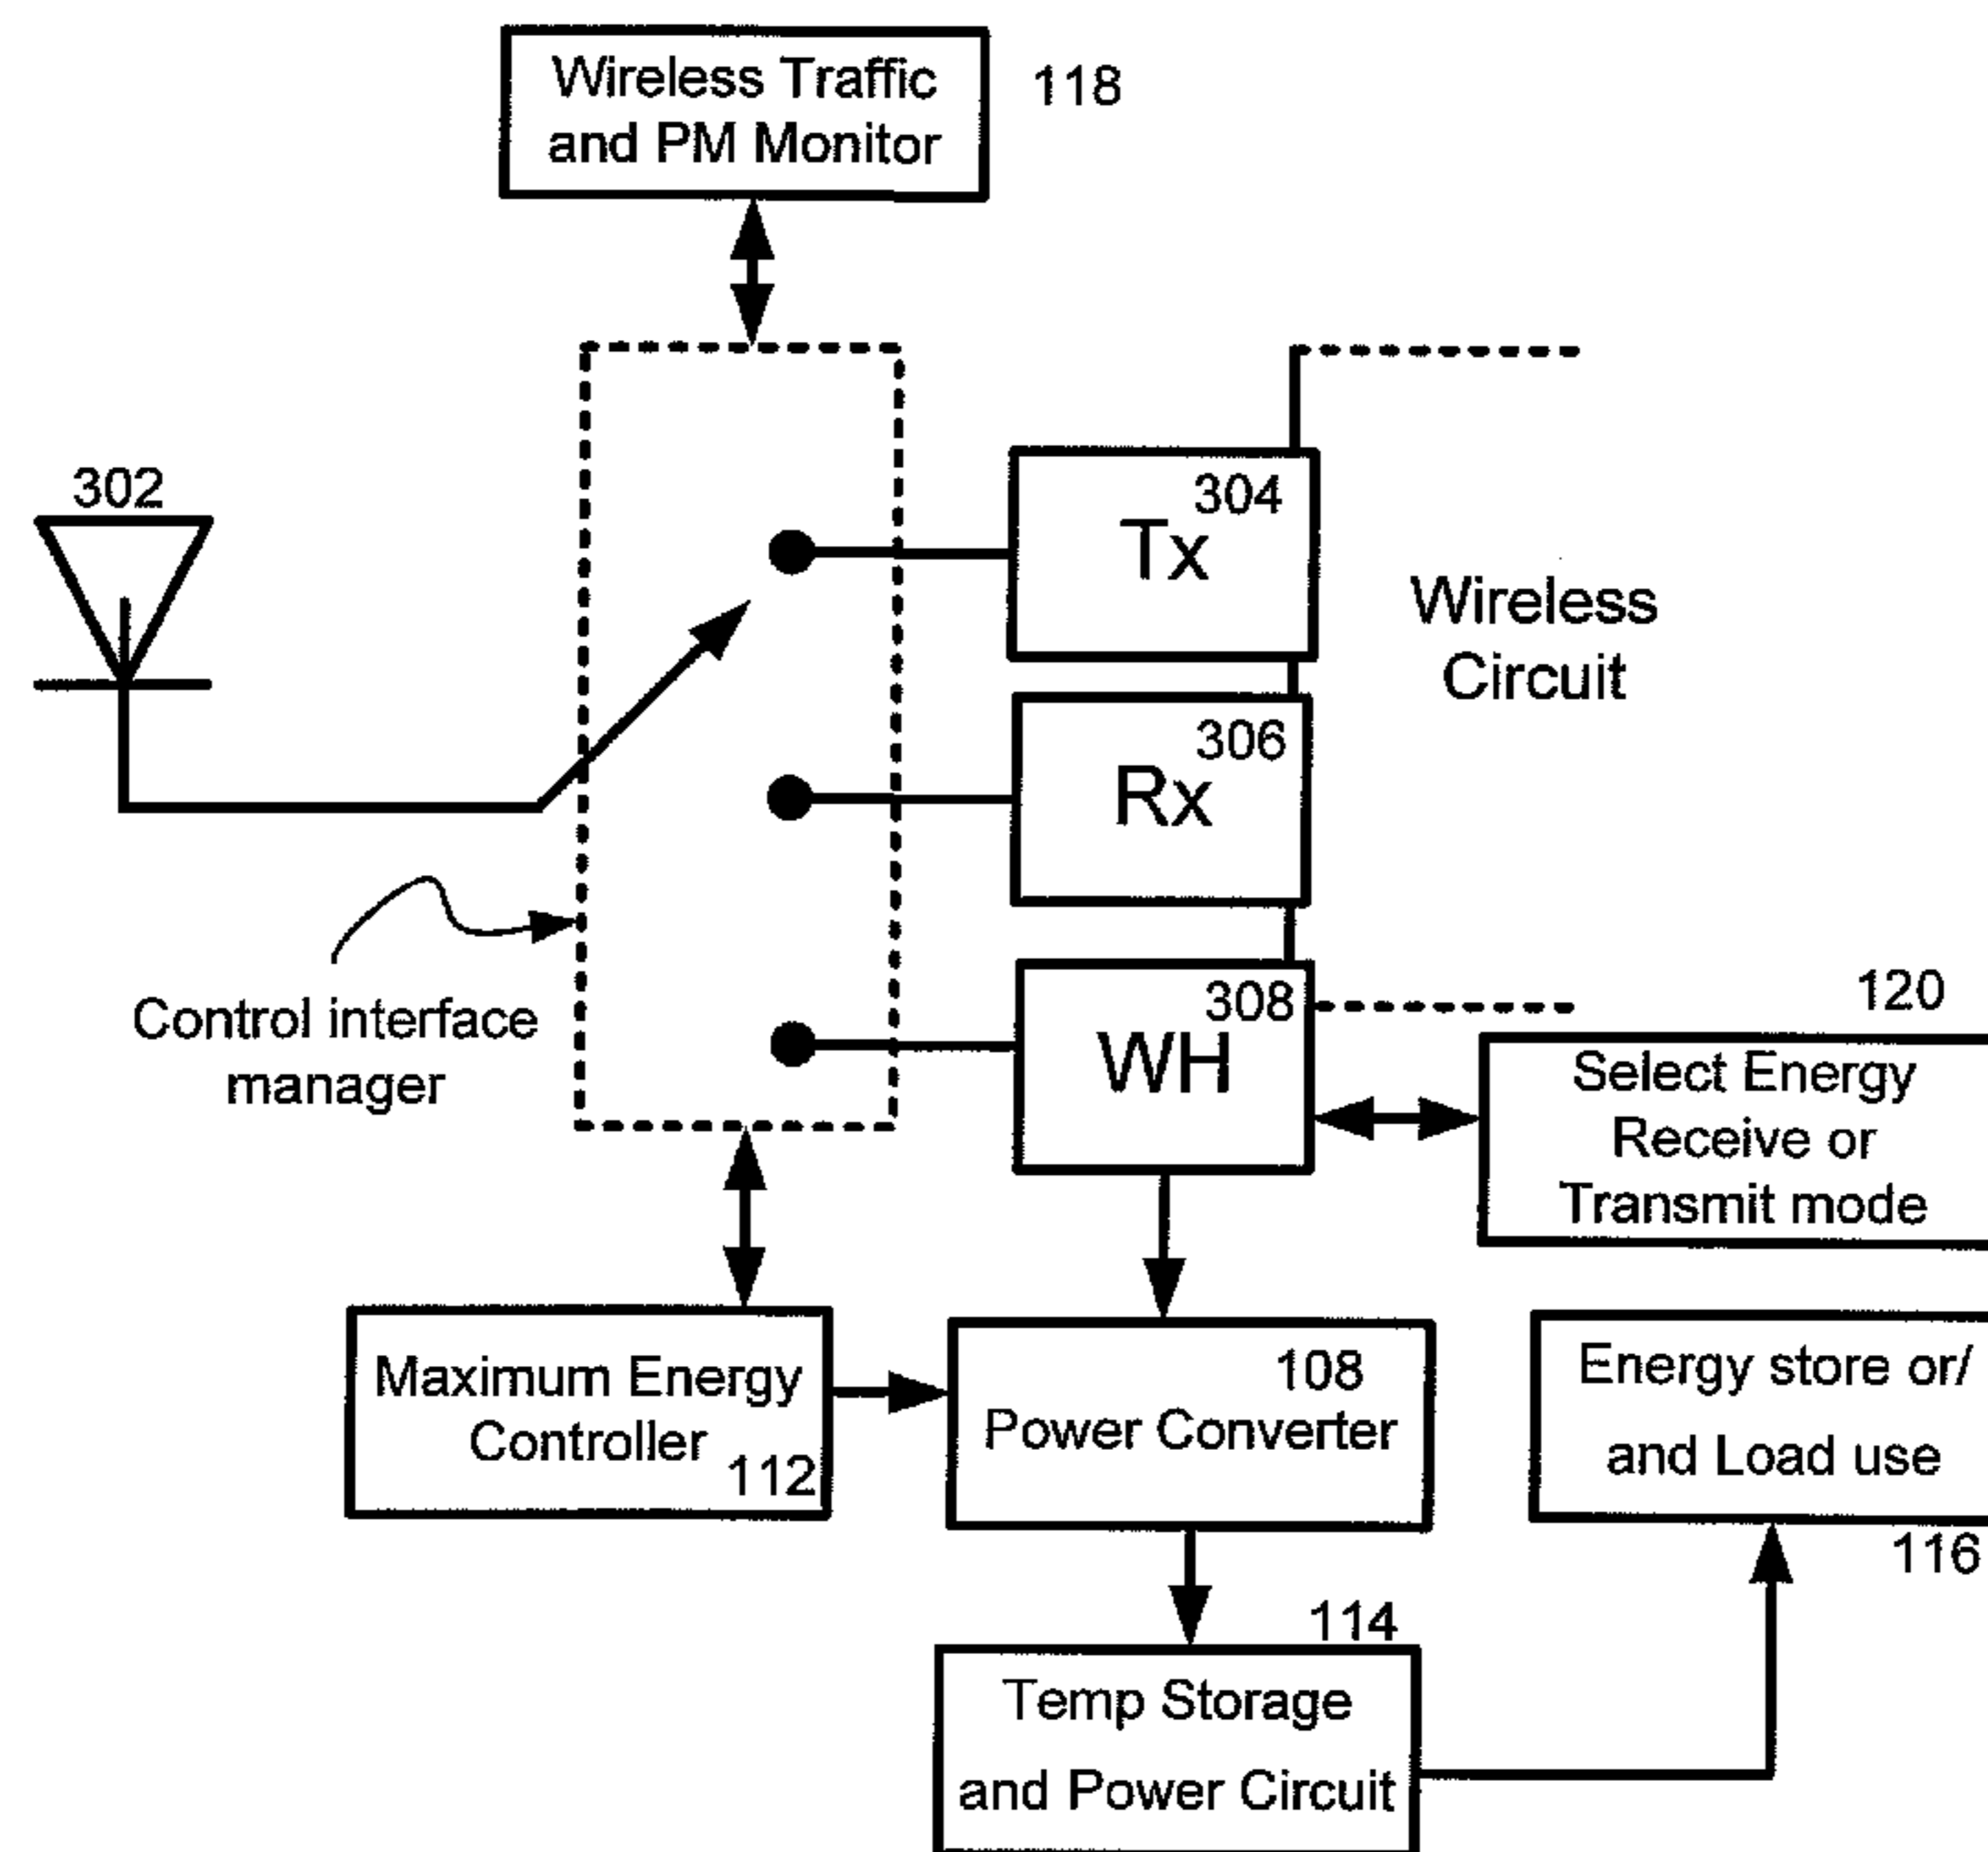 Wireless Traffic
and PM Monitor
118
302
304
Tx
Wireless
Circuit
306
Rx
Control interface
manager
308
WH
120
Select Energy
Receive or
Transmit mode
Maximum Energy
Controller
112
108
Power Converter
Energy store or/
and Load use
116
114
Temp Storage
and Power Circuit